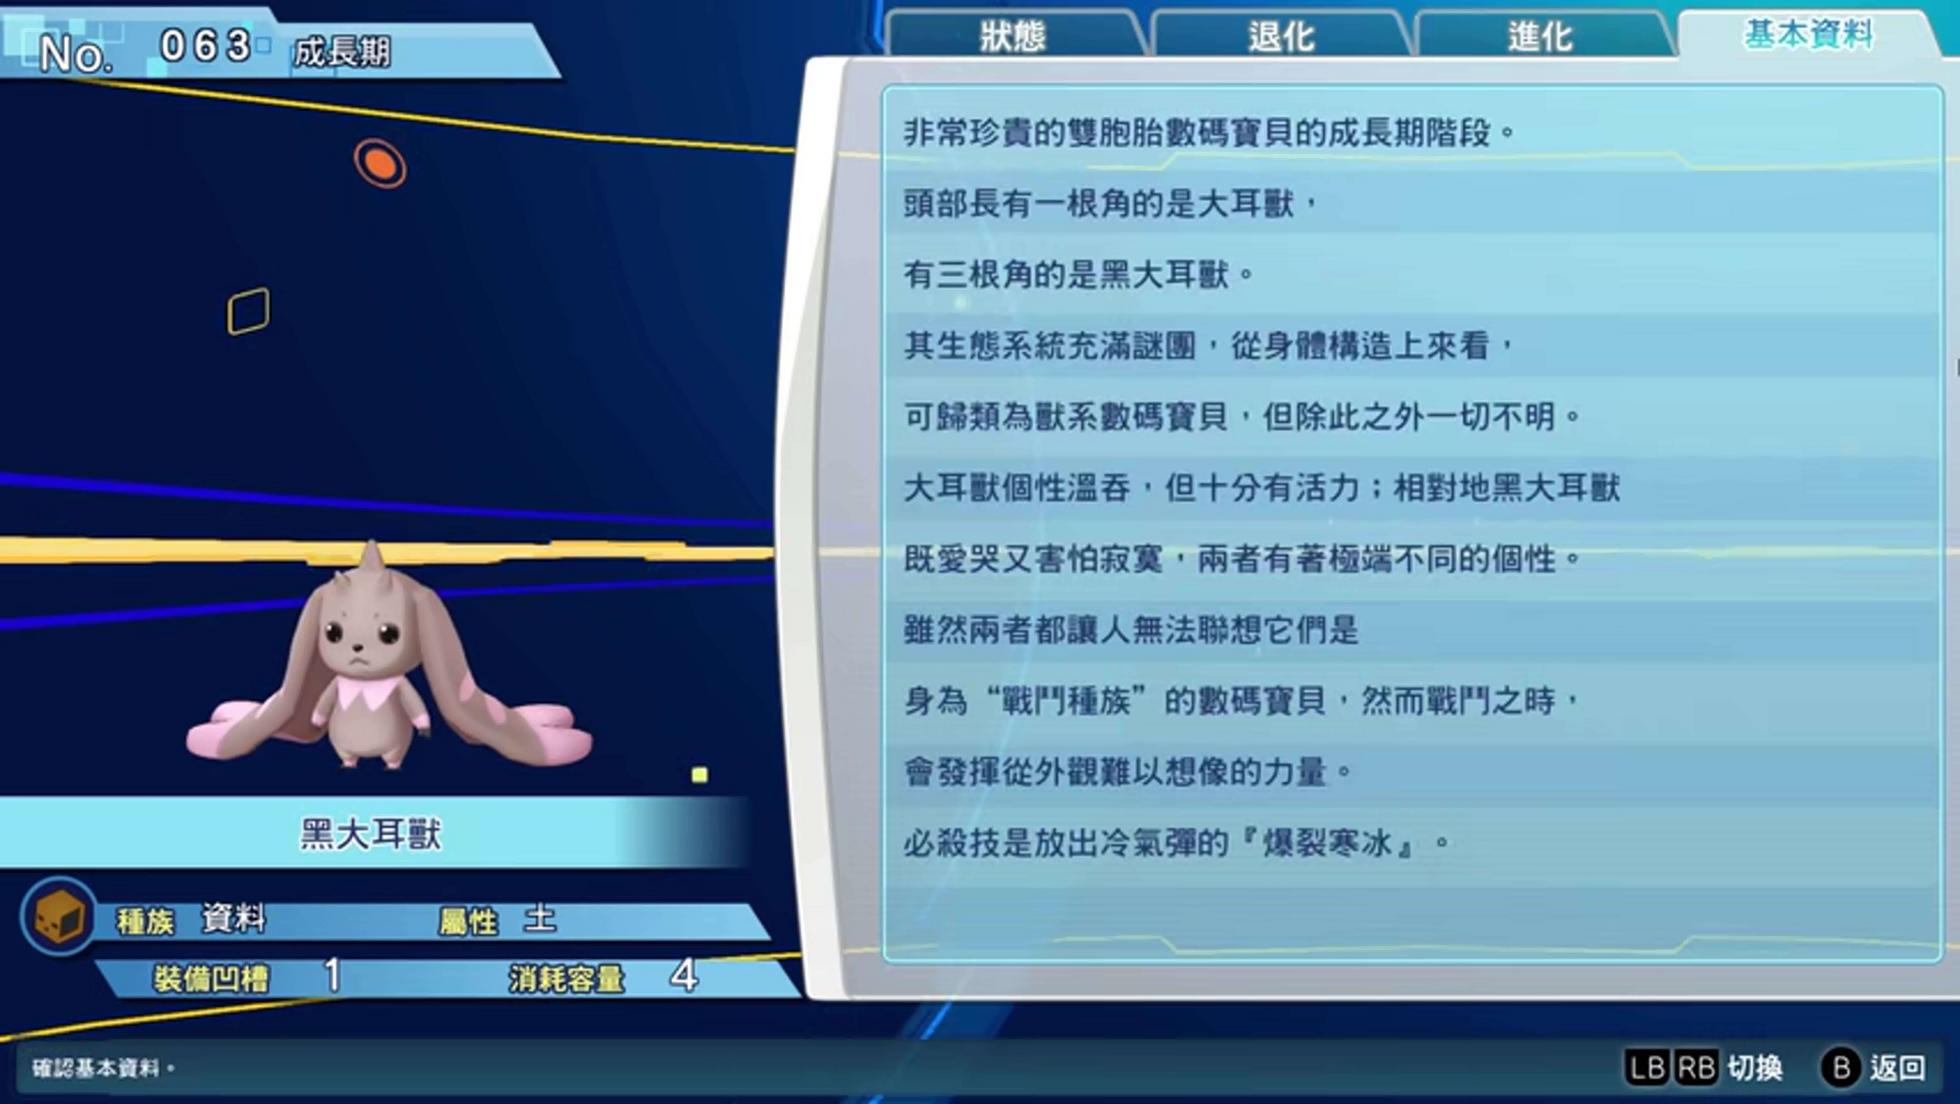 No. 063 成長期
狀態 退化 進化 基本資料
非常珍貴的雙胞胎數碼寶貝的成長期階段。
頭部長有一根角的是大耳獸，
有三根角的是黑大耳獸。
其生態系統充滿謎團，從身體構造上來看，
可歸類為獸系數碼寶貝，但除此之外一切不明。
大耳獸個性溫吞，但十分有活力；相對地黑大耳獸
既愛哭又害怕寂寞，兩者有著極端不同的個性。
雖然兩者都讓人無法聯想它們是
身為“戰鬥種族”的數碼寶貝，然而戰鬥之時，
會發揮從外觀難以想像的力量。
必殺技是放出冷氣彈的『爆裂寒冰』。
黑大耳獸
種族 資料 屬性 土
裝備凹槽 1 消耗容量 4
確認基本資料。
LB RB 切換 B 返回